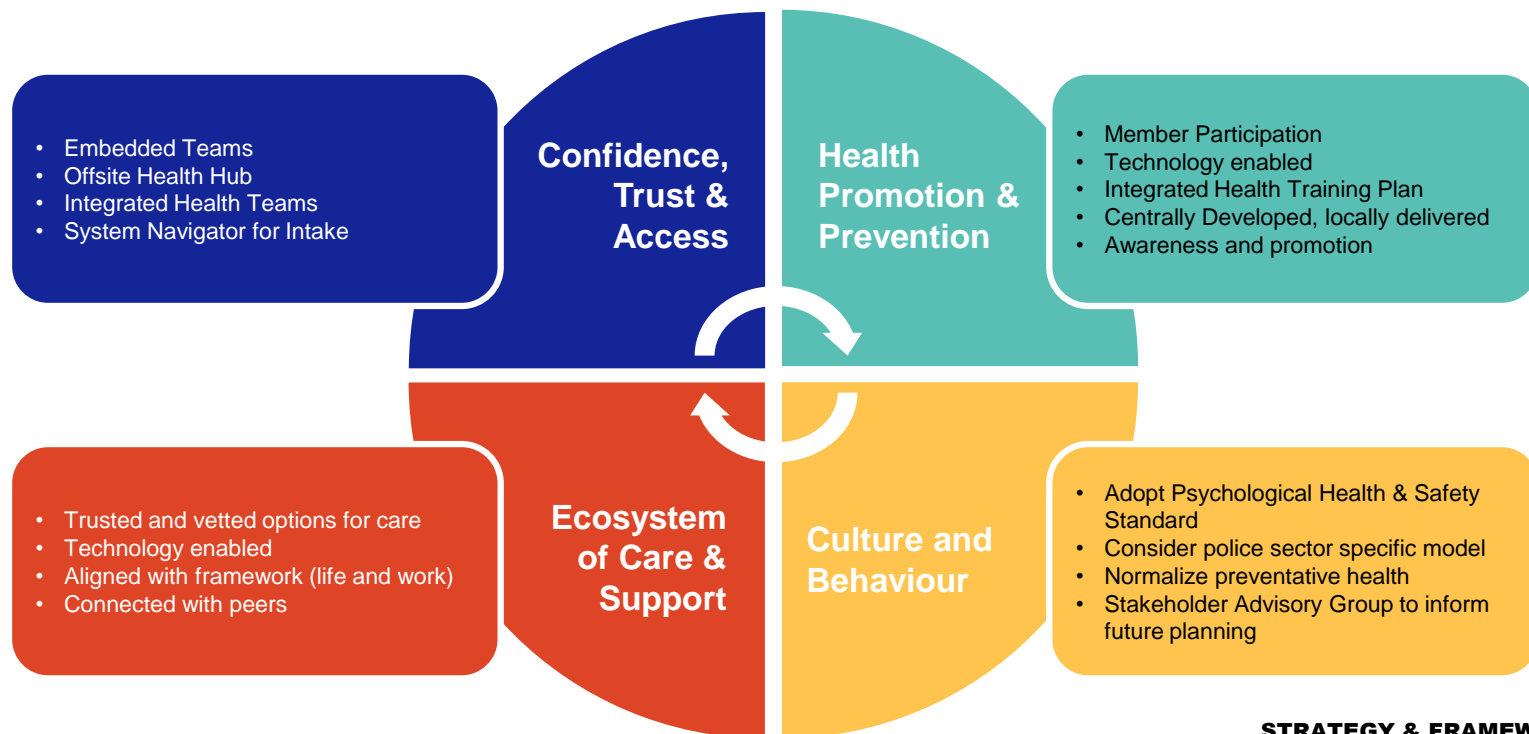 • Embedded Teams
• Offsite Health Hub
• Integrated Health Teams
• System Navigator for Intake
Confidence,
Trust &
Access
Health
Promotion &
Prevention
• Member Participation
• Technology enabled
• Integrated Health Training Plan
• Centrally Developed, locally delivered
• Awareness and promotion
• Trusted and vetted options for care
• Technology enabled
• Aligned with framework (life and work)
• Connected with peers
Ecosystem
of Care &
Support
Culture and
Behaviour
• Adopt Psychological Health & Safety
Standard
• Consider police sector specific model
• Normalize preventative health
• Stakeholder Advisory Group to inform
future planning
STRATEGY &